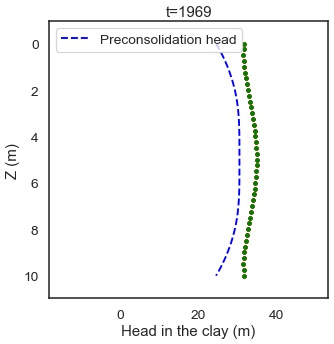 t=1969
Preconsolidation head
0
2
4
6
8
10
Z (m)
0
20
40
Head in the clay (m)